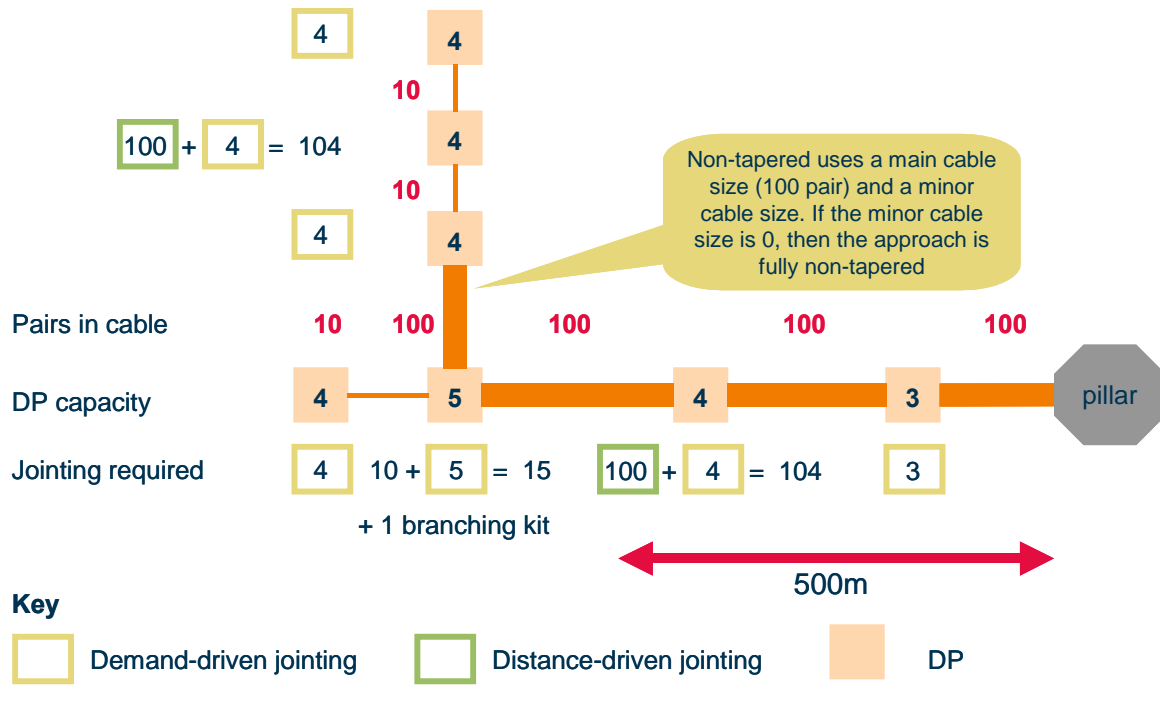 4 4
10
100 + 4 = 104 4
10
4 4
Non-tapered uses a main cable
size (100 pair) and a minor
cable size. If the minor cable
size is 0, then the approach is
fully non-tapered
Pairs in cable 10 100 100 100 100
DP capacity 4 5 4 3 pillar
Jointing required 4 10 + 5 = 15 100 + 4 = 104 3
+ 1 branching kit
500m
Key
Demand-driven jointing Distance-driven jointing DP